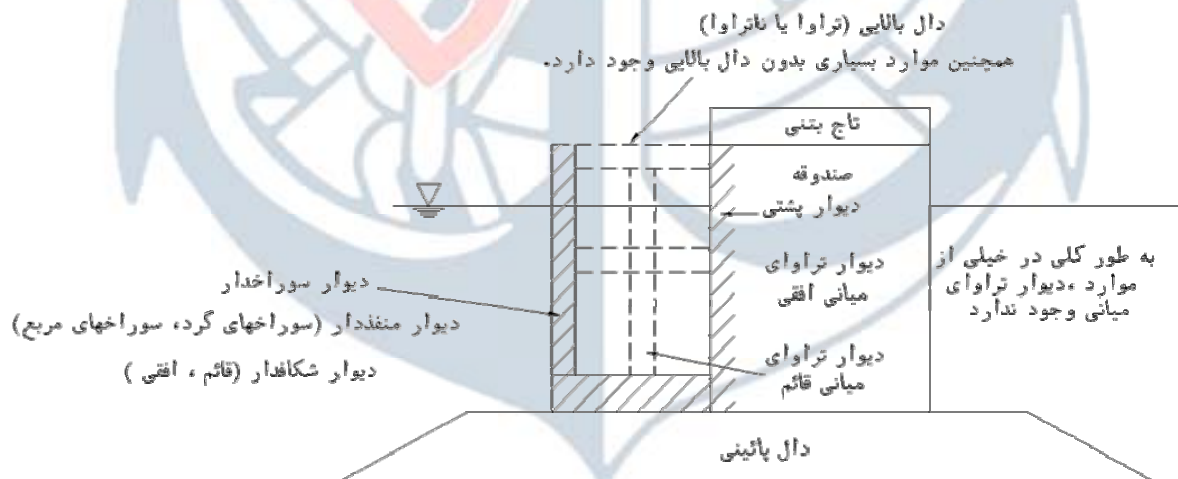 دال بالایی (تراوا یا ناتراوا)
همچنین موارد بسیاری بدون دال بالایی وجود دارد.
تاج بتنی
صندوقه
دیوار پشتی
دیوار تراوای
میانی افقی
به طور کلی در خیلی از
موارد ،دیوار تراوای
میانی وجود ندارد
دیوار سوراخدار
دیوار منفذدار (سوراخهای گرد، سوراخهای مربع)
دیوار شکافدار (قائم ، افقی )
دیوار تراوای
میانی قائم
دال پائینی